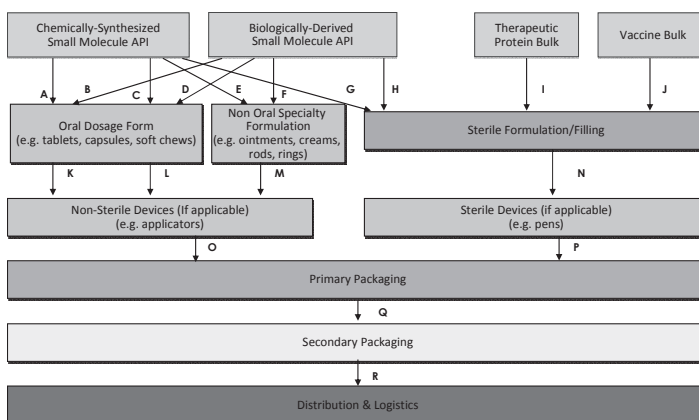 Chemically-Synthesized
Small Molecule API
Biologically-Derived
Small Molecule API
Therapeutic
Protein Bulk
Vaccine Bulk
A
B
C
D
E
F
G
H
I
J
Oral Dosage Form
(e.g. tablets, capsules, soft chews)
Non Oral Specialty
Formulation
(e.g. ointments, creams,
rods, rings)
Sterile Formulation/Filling
K
L
M
N
Non-Sterile Devices (If applicable)
(e.g. applicators)
Sterile Devices (if applicable)
(e.g. pens)
O
P
Primary Packaging
Q
Secondary Packaging
R
Distribution & Logistics